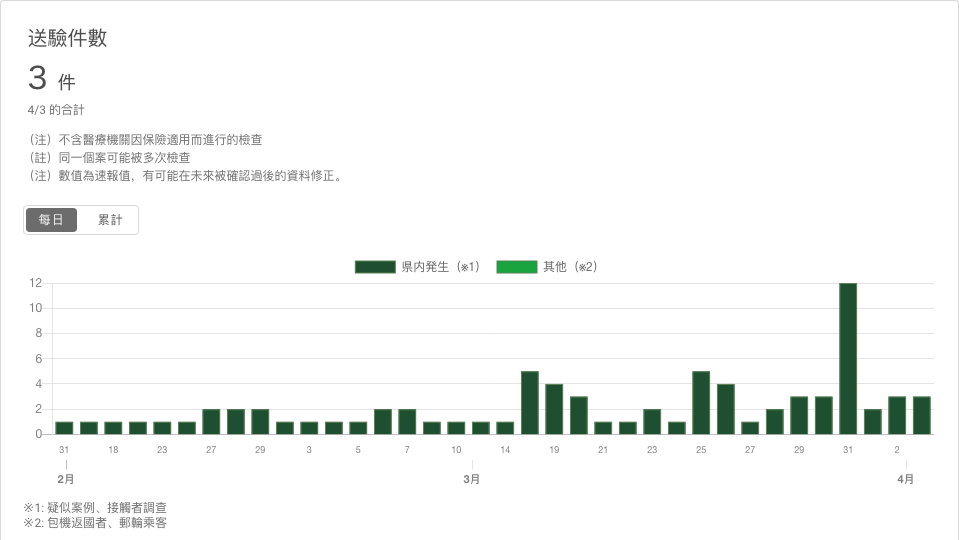 送驗件數
3 件
4/3 的合計
（注）不含醫療機關因保險適用而進行的檢查
（註）同一個案可能被多次檢查
（注）數值為速報值，有可能在未來被確認過後的資料修正。
每日 累計
県内発生（※1） 其他（※2）
12
10
8
6
4
2
0
31 18 23 27 29 3 5 7 10 14 19 21 23 25 27 29 31 2
2月 3月 4月
※1: 疑似案例、接觸者調查
※2: 包機返國者、郵輪乘客